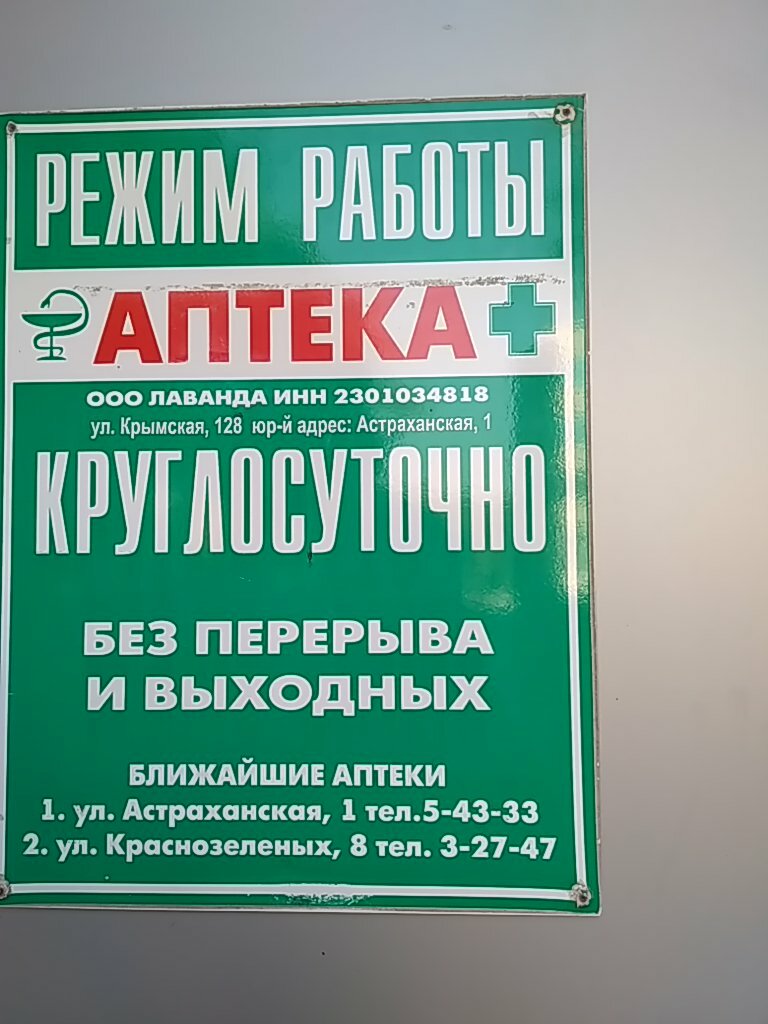 РЕЖИМ РАБОТЫ
АПТЕКА
ООО ЛАВАНДА ИНН 2301034818
ул. Крымская, 128 юр-й адрес: Астраханская, 1
КРУГЛОСУТОЧНО
БЕЗ ПЕРЕРЫВА
И ВЫХОДНЫХ
БЛИЖАЙШИЕ АПТЕКИ
1. ул. Астраханская, 1 тел.5-43-33
2. ул. Краснозеленых, 8 тел. 3-27-47